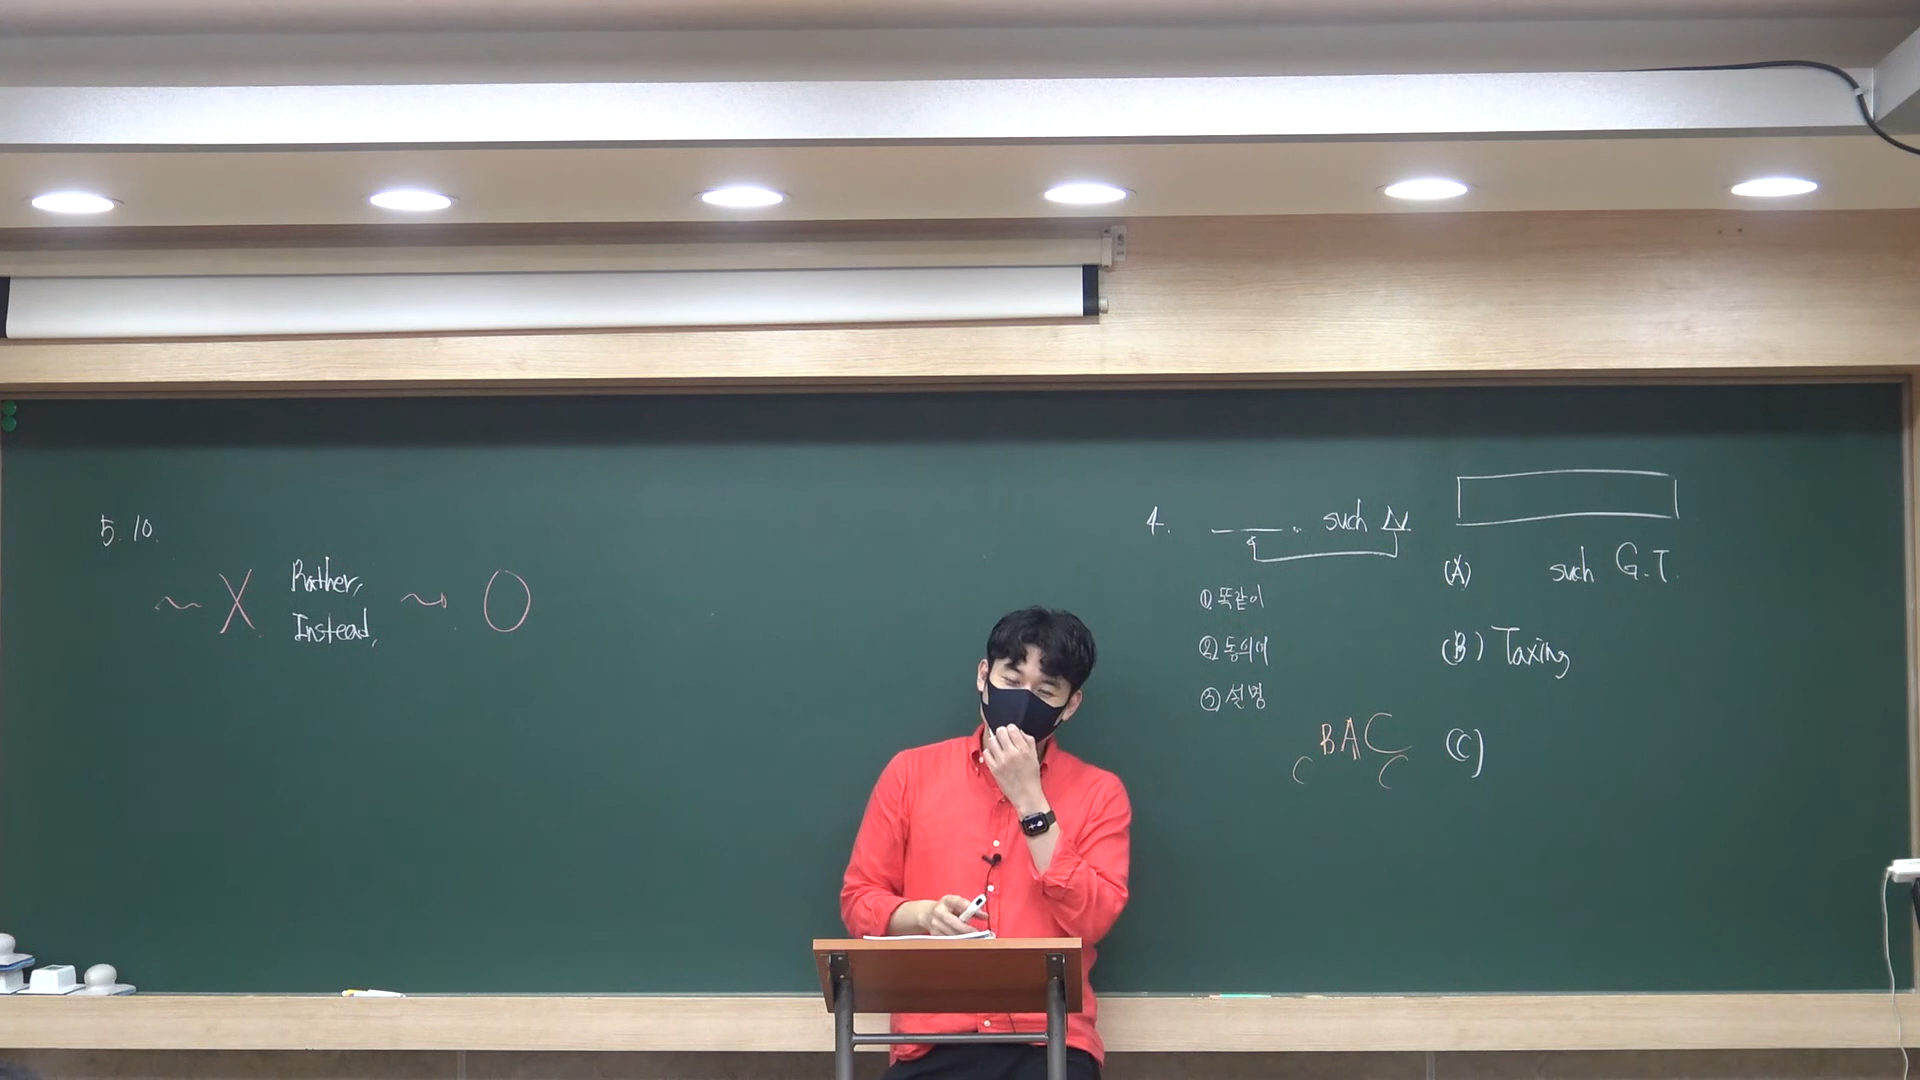 5. 10.
~ X Rather, ~ O
Instead,
4. such N
① 똑같이
② 동의어
③ 설명
BAC
(A) such G.T.
(B) Taxing
(C)